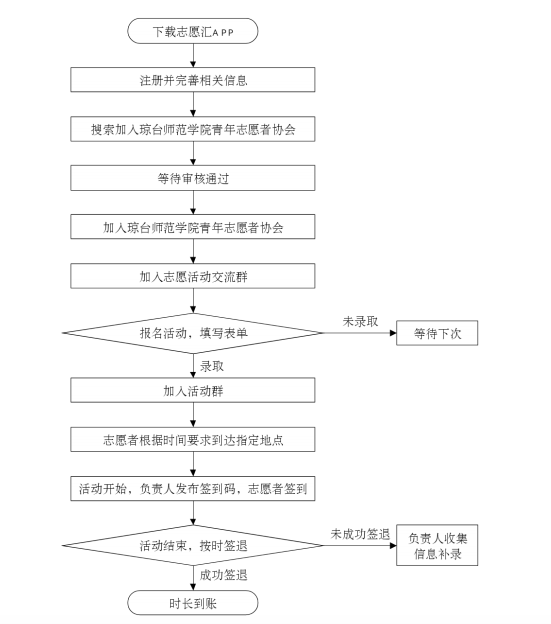 下载志愿汇APP
注册并完善相关信息
搜索加入琼台师范学院青年志愿者协会
等待审核通过
加入琼台师范学院青年志愿者协会
加入志愿活动交流群
报名活动，填写表单
未录取
等待下次
录取
加入活动群
志愿者根据时间要求到达指定地点
活动开始，负责人发布签到码，志愿者签到
活动结束，按时签退
未成功签退
负责人收集
信息补录
成功签退
时长到账